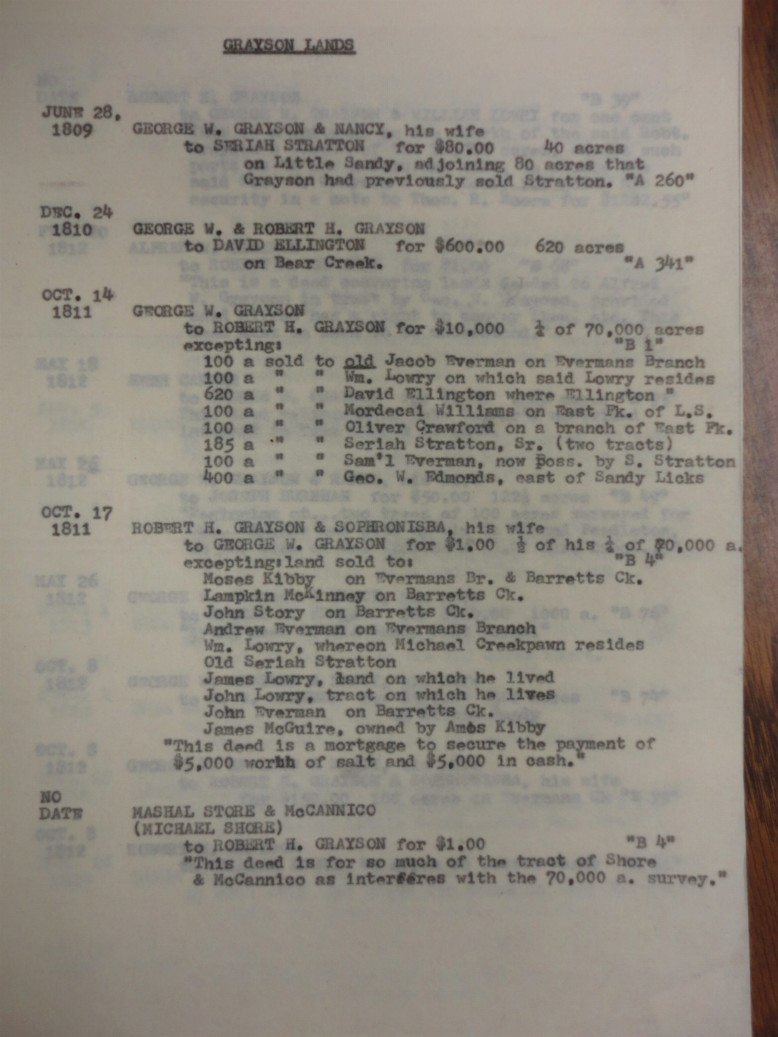 GRAYSON LANDS
JUNE 28,
1809 GEORGE W. GRAYSON & NANCY, his wife
to SERIAH STRATTON for $80.00 40 acres
on Little Sandy, adjoining 80 acres that
Grayson had previously sold Stratton. "A 260"
DEC. 24
1810 GEORGE W. & ROBERT H. GRAYSON
to DAVID ELLINGTON for $600.00 620 acres
on Bear Creek. "A 341"
OCT. 14
1811 GEORGE W. GRAYSON
to ROBERT H. GRAYSON for $10,000 ½ of 70,000 acres
excepting: "B 1"
100 a sold to old Jacob Everman on Evermans Branch
100 a " " Wm. Lowry on which said Lowry resides
620 a " " David Ellington where Ellington "
100 a " " Mordecai Williams on East Fk. of L.S.
100 a " " Oliver Crawford on a branch of East Fk.
185 a " " Seriah Stratton, Sr. (two tracts)
100 a " " Sam'l Everman, now poss. by S. Stratton
400 a " " Geo. W. Edmonds, east of Sandy Licks
OCT. 17
1811 ROBERT H. GRAYSON & SOPHRONISBA, his wife
to GEORGE W. GRAYSON for $1.00 ½ of his ½ of 70,000 a.
excepting:land sold to: "B 4"
Moses Kibby on Evermans Br. & Barretts Ck.
Lampkin McKinney on Barretts Ck.
John Story on Barretts Ck.
Andrew Everman on Evermans Branch
Wm. Lowry, whereon Michael Creekpawn resides
Old Seriah Stratton
James Lowry, land on which he lived
John Lowry, tract on which he lives
John Everman on Barretts Ck.
James McGuire, owned by Amos Kibby
"This deed is a mortgage to secure the payment of
$5,000 worth of salt and $5,000 in cash."
NO
DATE MASHAL STORE & McCANNICO
(MICHAEL SHORE)
to ROBERT H. GRAYSON for $1.00 "B 4"
"This deed is for so much of the tract of Shore
& McCannico as interferes with the 70,000 a. survey."